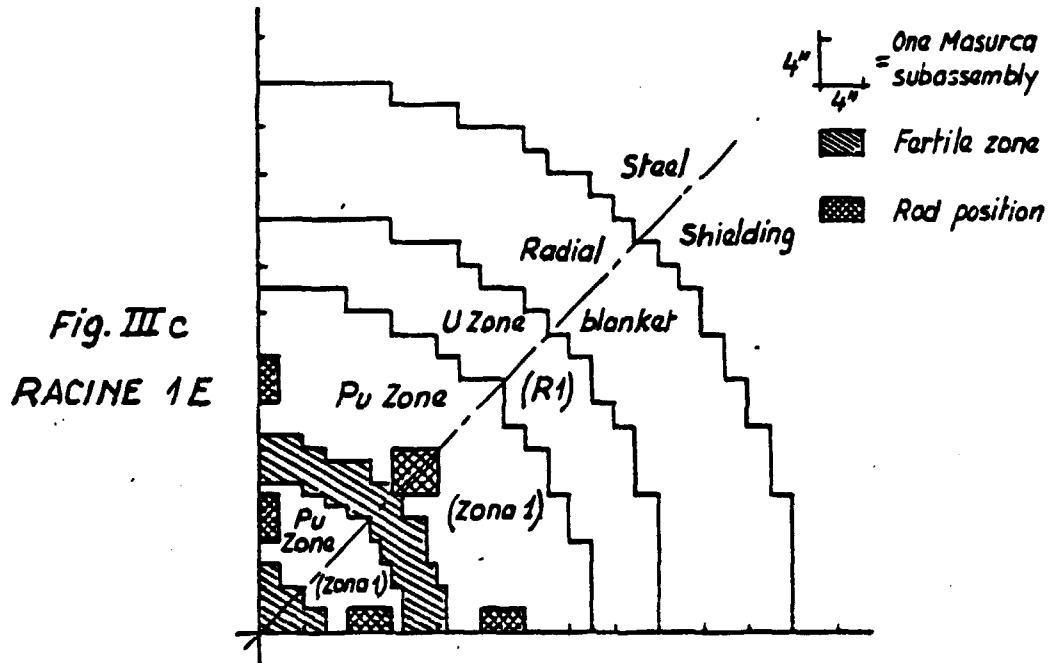 4" = One Masurca
subassembly
4"
Fertile zone
Rod position
Steel
Shielding
Radial
blanket
U Zone
(R1)
Pu Zone
(Zona 1)
Pu
Zone
(Zona 1)
Fig. III c
RACINE 1E